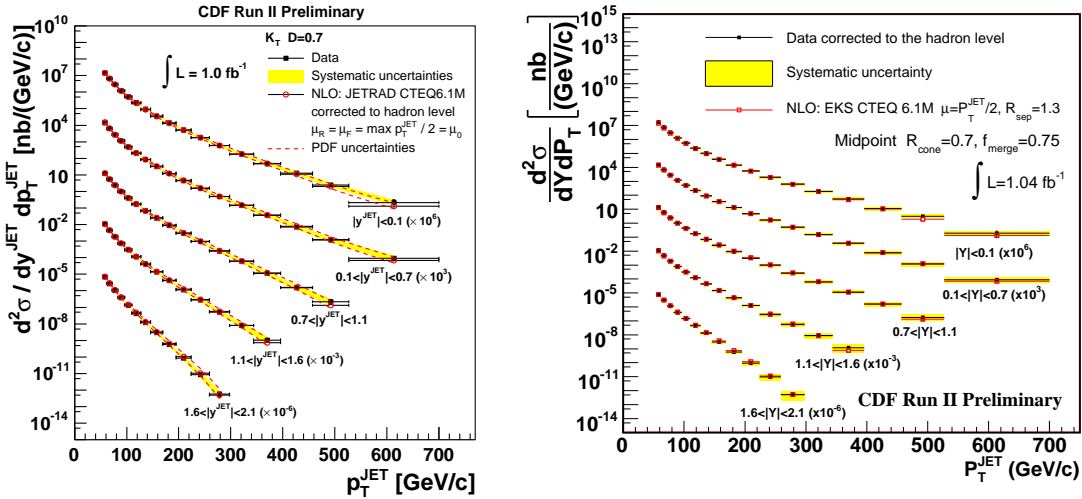 CDF Run II Preliminary
K_T D=0.7
∫ L = 1.0 fb⁻¹
Data
Systematic uncertainties
NLO: JETRAD CTEQ6.1M
corrected to hadron level
μ_R = μ_F = max p_T^JET / 2 = μ_0
PDF uncertainties
d²σ / dy^JET dp_T^JET [nb/(GeV/c)]
10^10
10^7
10^4
10
10^-2
10^-5
10^-8
10^-11
10^-14
|y^JET|<0.1 (×10^6)
0.1<|y^JET|<0.7 (×10^3)
0.7<|y^JET|<1.1
1.1<|y^JET|<1.6 (×10^-3)
1.6<|y^JET|<2.1 (×10^-6)
0 100 200 300 400 500 600 700
p_T^JET [GeV/c]
d²σ/dYdP_T [nb/(GeV/c)]
10^15
10^13
10^10
10^7
10^4
10
10^-2
10^-5
10^-8
10^-11
10^-14
Data corrected to the hadron level
Systematic uncertainty
NLO: EKS CTEQ 6.1M μ=P_T^JET/2, R_sep=1.3
Midpoint R_cone=0.7, f_merge=0.75
∫ L=1.04 fb⁻¹
|Y|<0.1 (x10^6)
0.1<|Y|<0.7 (x10^3)
0.7<|Y|<1.1
1.1<|Y|<1.6 (x10^-3)
1.6<|Y|<2.1 (x10^-6)
CDF Run II Preliminary
0 100 200 300 400 500 600 700
P_T^JET (GeV/c)